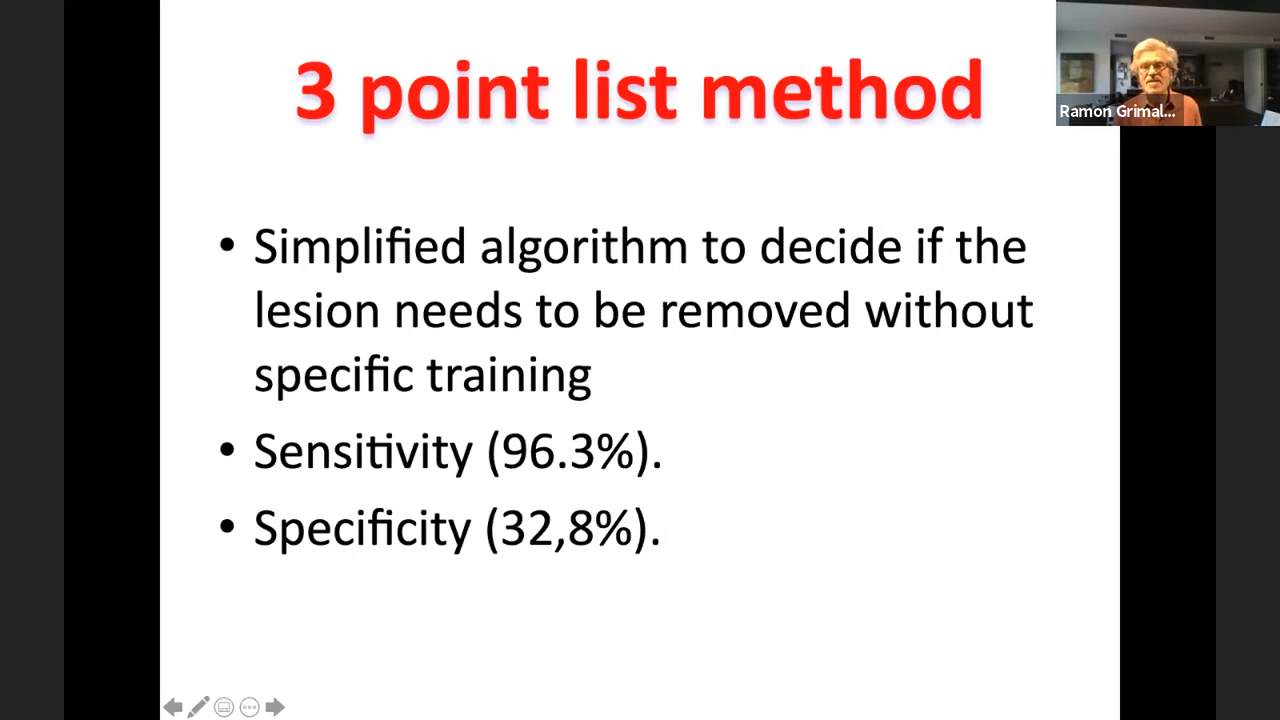 3 point list method
Ramon Grimal...
• Simplified algorithm to decide if the
lesion needs to be removed without
specific training
• Sensitivity (96.3%).
• Specificity (32,8%).